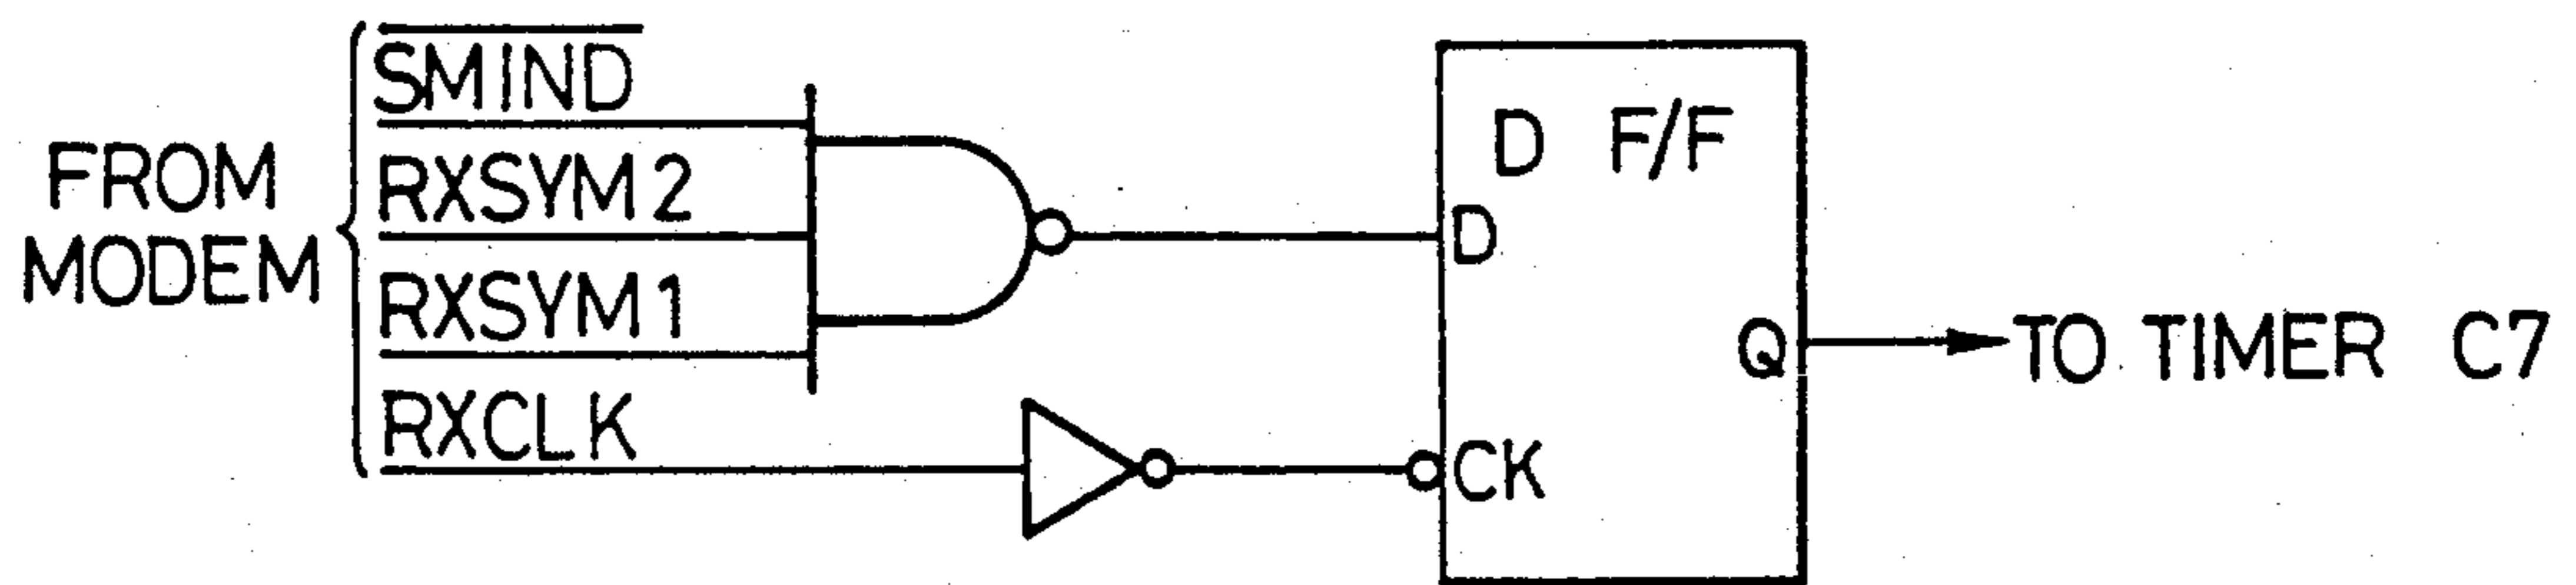 FROM
MODEM
SMIND
RXSYM2
RXSYM1
RXCLK
D F/F
D
CK
Q
TO TIMER C7